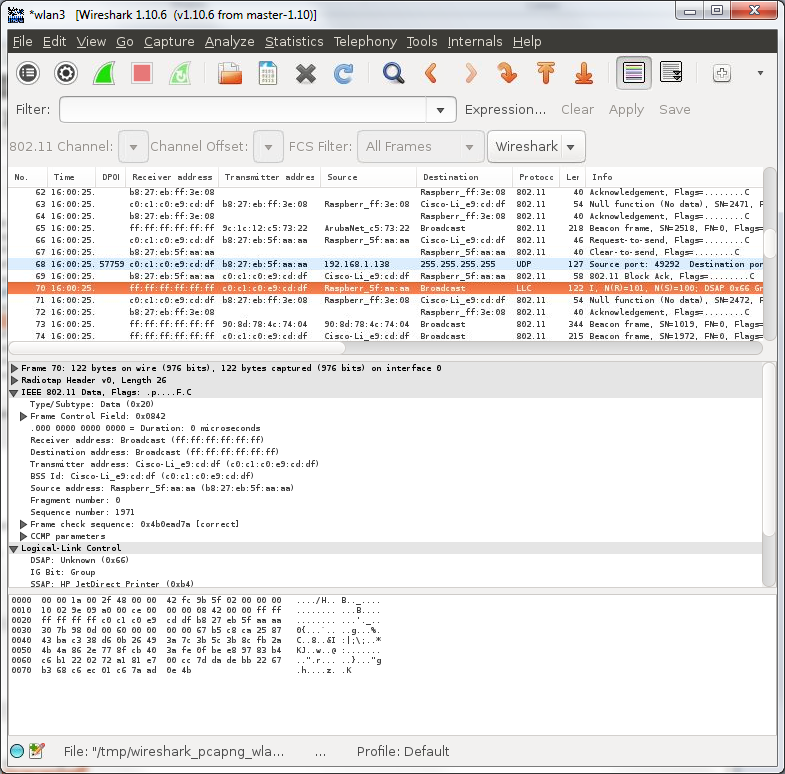 *wlan3 [Wireshark 1.10.6 (v1.10.6 from master-1.10)]
File Edit View Go Capture Analyze Statistics Telephony Tools Internals Help
Filter: Expression... Clear Apply Save
802.11 Channel: Channel Offset: FCS Filter: All Frames Wireshark
No. Time DPOI Receiver address Transmitter addres Source Destination Protocc Ler Info
62 16:00:25. b8:27:eb:ff:3e:08 Raspberr_ff:3e:08 802.11 40 Acknowledgement, Flags=........C
63 16:00:25. c0:c1:c0:e9:cd:df b8:27:eb:ff:3e:08 Raspberr_ff:3e:08 Cisco-Li_e9:cd:df 802.11 54 Null function (No data), SN=2471, F
64 16:00:25. b8:27:eb:ff:3e:08 Raspberr_ff:3e:08 802.11 40 Acknowledgement, Flags=........C
65 16:00:25. ff:ff:ff:ff:ff:ff 9c:1c:12:c5:73:22 ArubaNet_c5:73:22 Broadcast 802.11 218 Beacon frame, SN=2518, FN=0, Flags=
66 16:00:25. c0:c1:c0:e9:cd:df b8:27:eb:5f:aa:aa Raspberr_5f:aa:aa Cisco-Li_e9:cd:df 802.11 46 Request-to-send, Flags=........C
67 16:00:25. b8:27:eb:5f:aa:aa Raspberr_5f:aa:aa 802.11 40 Clear-to-send, Flags=........C
68 16:00:25. 57759 c0:c1:c0:e9:cd:df b8:27:eb:5f:aa:aa 192.168.1.138 255.255.255.255 UDP 127 Source port: 49292 Destination por
69 16:00:25. b8:27:eb:5f:aa:aa c0:c1:c0:e9:cd:df Cisco-Li_e9:cd:df Raspberr_5f:aa:aa 802.11 58 802.11 Block Ack, Flags=........C
70 16:00:25. ff:ff:ff:ff:ff:ff c0:c1:c0:e9:cd:df Raspberr_5f:aa:aa Broadcast LLC 122 I, N(R)=101, N(S)=100; DSAP 0x66 Gr
71 16:00:25. c0:c1:c0:e9:cd:df b8:27:eb:ff:3e:08 Raspberr_ff:3e:08 Cisco-Li_e9:cd:df 802.11 54 Null function (No data), SN=2472, F
72 16:00:25. b8:27:eb:ff:3e:08 Raspberr_ff:3e:08 802.11 40 Acknowledgement, Flags=........C
73 16:00:25. ff:ff:ff:ff:ff:ff 90:8d:78:4c:74:04 90:8d:78:4c:74:04 Broadcast 802.11 344 Beacon frame, SN=1019, FN=0, Flags=
74 16:00:25. ff:ff:ff:ff:ff:ff c0:c1:c0:e9:cd:df Cisco-Li_e9:cd:df Broadcast 802.11 215 Beacon frame, SN=1972, FN=0, Flags=
Frame 70: 122 bytes on wire (976 bits), 122 bytes captured (976 bits) on interface 0
Radiotap Header v0, Length 26
IEEE 802.11 Data, Flags: .p....F.C
Type/Subtype: Data (0x20)
Frame Control Field: 0x0842
.000 0000 0000 0000 = Duration: 0 microseconds
Receiver address: Broadcast (ff:ff:ff:ff:ff:ff)
Destination address: Broadcast (ff:ff:ff:ff:ff:ff)
Transmitter address: Cisco-Li_e9:cd:df (c0:c1:c0:e9:cd:df)
BSS Id: Cisco-Li_e9:cd:df (c0:c1:c0:e9:cd:df)
Source address: Raspberr_5f:aa:aa (b8:27:eb:5f:aa:aa)
Fragment number: 0
Sequence number: 1971
Frame check sequence: 0x4b0ead7a [correct]
CCMP parameters
Logical-Link Control
DSAP: Unknown (0x66)
IG Bit: Group
SSAP: HP JetDirect Printer (0xb4)
0000 00 00 1a 00 2f 48 00 00 42 fc 9b 5f 02 00 00 00 ..../H.. B.._....
0010 10 02 9e 09 a0 00 ce 00 00 00 08 42 00 00 ff ff ........ ...B....
0020 ff ff ff ff c0 c1 c0 e9 cd df b8 27 eb 5f aa aa ........ ...'._..
0030 30 7b 98 0d 00 60 00 00 00 00 67 b5 c8 ca 25 87 0{...`.. ..g...%.
0040 43 ba c3 38 d6 0b 26 49 3a 7c 3b 5c 3b 8c fb 2a C..8..&I :|;\;..*
0050 4b 4a 86 2e 77 8f cb 40 3a fe 0f be e8 97 83 b4 KJ..w..@ :.......
0060 c6 b1 22 02 72 a1 81 e7 00 cc 7d da de bb 22 67 ..".r... ..}..."g
0070 b3 68 c6 ec 01 c6 7a ad 0e 4b .h....z. .K
File: "/tmp/wireshark_pcapng_wla... ... Profile: Default